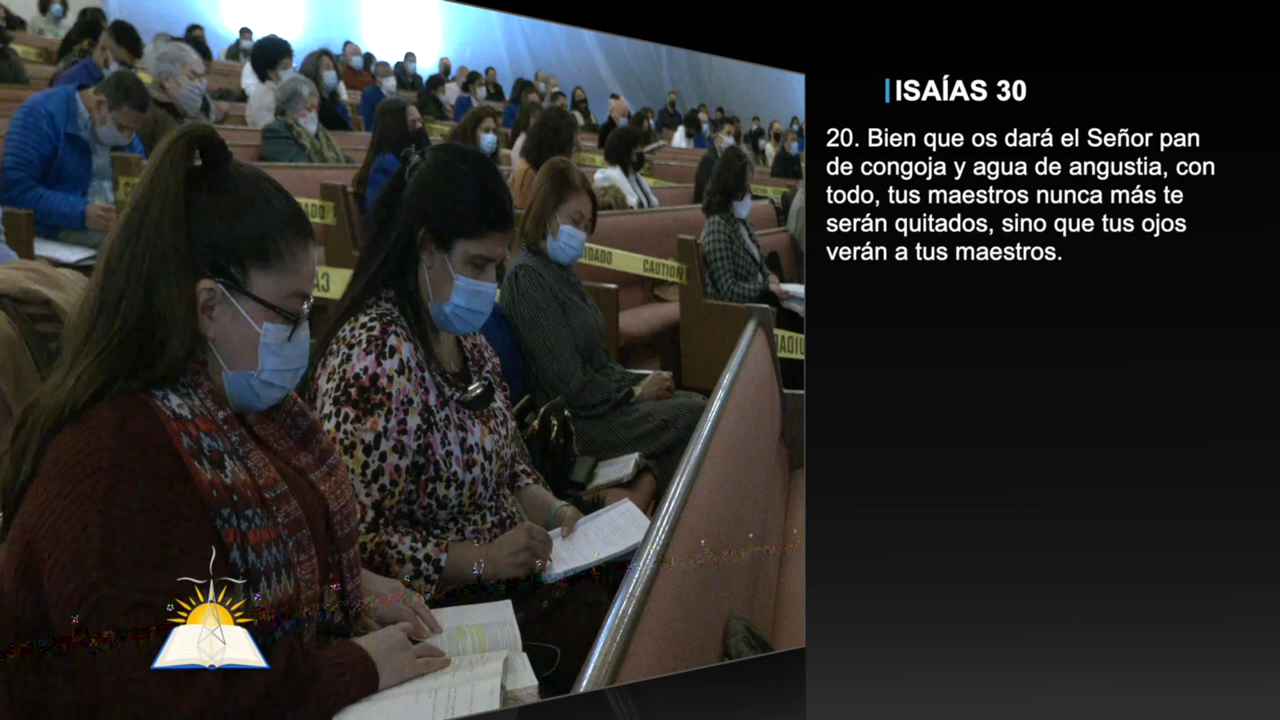 ISAÍAS 30
20. Bien que os dará el Señor pan
de congoja y agua de angustia, con
todo, tus maestros nunca más te
serán quitados, sino que tus ojos
verán a tus maestros.
CAUTION